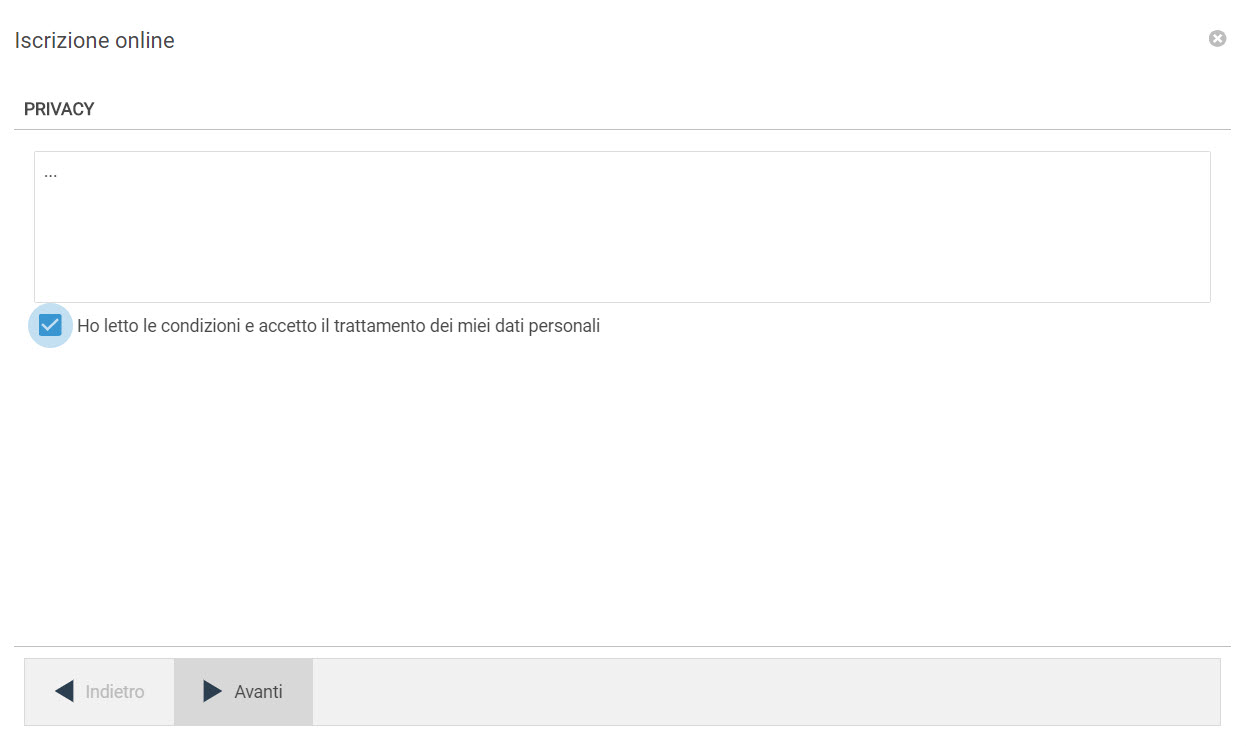 Iscrizione online
PRIVACY
...
Ho letto le condizioni e accetto il trattamento dei miei dati personali
Indietro
Avanti